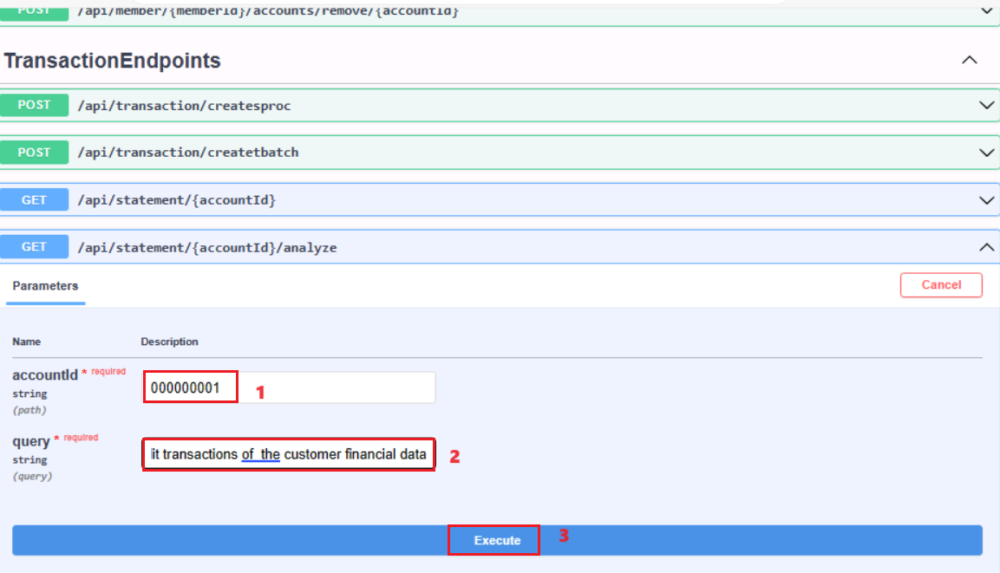 POST /api/member/{memberId}/accounts/remove/{accountId}
TransactionEndpoints
POST /api/transaction/createsproc
POST /api/transaction/createtbatch
GET /api/statement/{accountId}
GET /api/statement/{accountId}/analyze
Parameters Cancel
Name Description
accountId * required
string
(path)
000000001 1
query * required
string
(query)
it transactions of the customer financial data 2
Execute 3